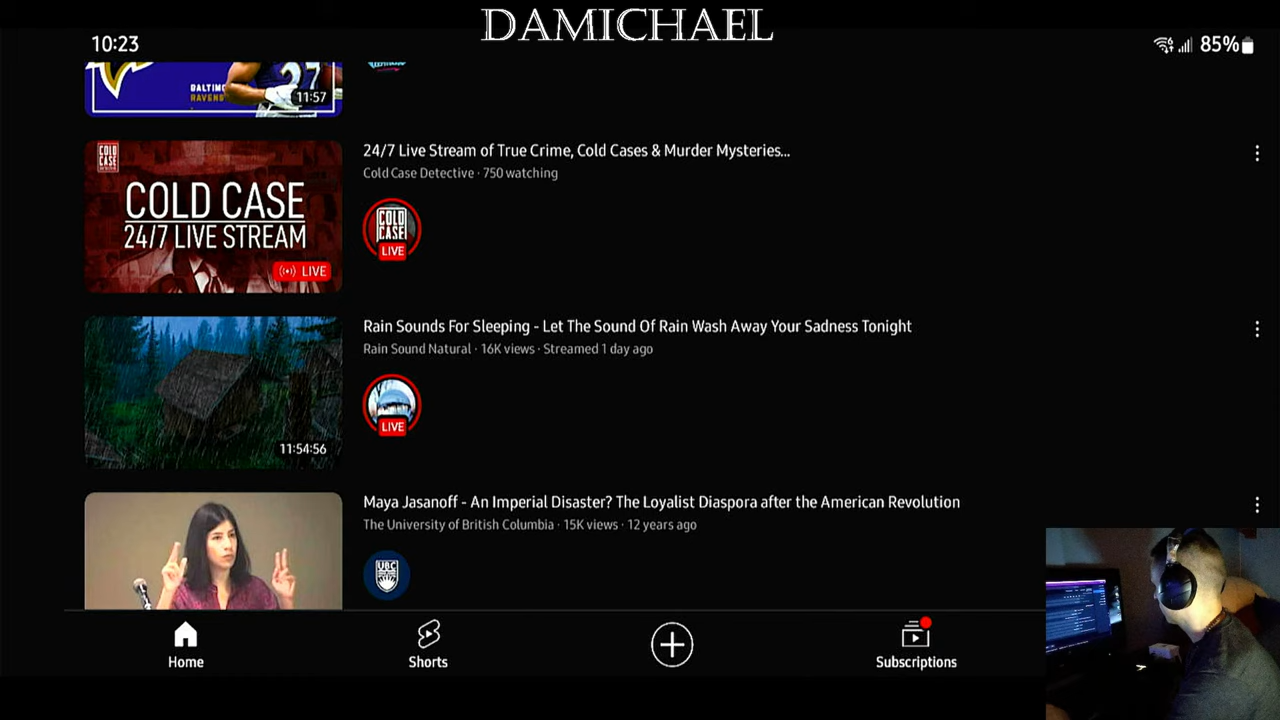 DAMICHAEL
10:23
85%
BALTIMO
RAVENS
27
11:57
COLD
CASE
COLD CASE
24/7 LIVE STREAM
LIVE
24/7 Live Stream of True Crime, Cold Cases & Murder Mysteries...
Cold Case Detective · 750 watching
COLD
CASE
LIVE
11:54:56
Rain Sounds For Sleeping - Let The Sound Of Rain Wash Away Your Sadness Tonight
Rain Sound Natural · 16K views · Streamed 1 day ago
LIVE
Maya Jasanoff - An Imperial Disaster? The Loyalist Diaspora after the American Revolution
The University of British Columbia · 15K views · 12 years ago
UBC
Home
Shorts
Subscriptions